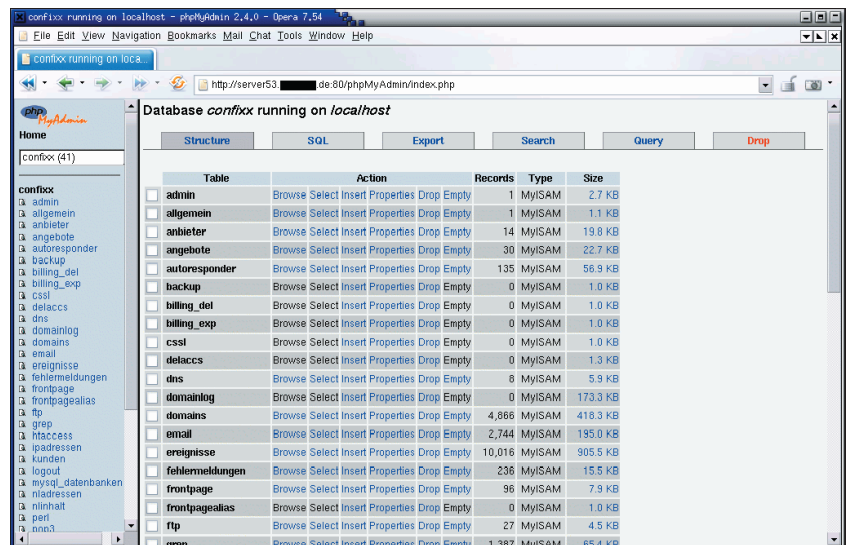 confixx running on localhost - phpMyAdmin 2.4.0 - Opera 7.54
File Edit View Navigation Bookmarks Mail Chat Tools Window Help
confixx running on loca...
http://server53. .de:80/phpMyAdmin/index.php
php
MyAdmin
Home
confixx (41)
confixx
admin
allgemein
anbieter
angebote
autoresponder
backup
billing_del
billing_exp
cssl
delaccs
dns
domainlog
domains
email
ereignisse
fehlermeldungen
frontpage
frontpagealias
ftp
grep
htaccess
ipadressen
kunden
logout
mysql_datenbanken
nladressen
nlinhalt
perl
pop3
Database confixx running on localhost
Structure SQL Export Search Query Drop
Table Action Records Type Size
admin Browse Select Insert Properties Drop Empty 1 MyISAM 2.7 KB
allgemein Browse Select Insert Properties Drop Empty 1 MyISAM 1.1 KB
anbieter Browse Select Insert Properties Drop Empty 14 MyISAM 19.8 KB
angebote Browse Select Insert Properties Drop Empty 30 MyISAM 22.7 KB
autoresponder Browse Select Insert Properties Drop Empty 135 MyISAM 56.9 KB
backup Browse Select Insert Properties Drop Empty 0 MyISAM 1.0 KB
billing_del Browse Select Insert Properties Drop Empty 0 MyISAM 1.0 KB
billing_exp Browse Select Insert Properties Drop Empty 0 MyISAM 1.0 KB
cssl Browse Select Insert Properties Drop Empty 0 MyISAM 1.0 KB
delaccs Browse Select Insert Properties Drop Empty 0 MyISAM 1.3 KB
dns Browse Select Insert Properties Drop Empty 8 MyISAM 5.9 KB
domainlog Browse Select Insert Properties Drop Empty 0 MyISAM 173.3 KB
domains Browse Select Insert Properties Drop Empty 4,866 MyISAM 418.3 KB
email Browse Select Insert Properties Drop Empty 2,744 MyISAM 195.0 KB
ereignisse Browse Select Insert Properties Drop Empty 10,016 MyISAM 905.5 KB
fehlermeldungen Browse Select Insert Properties Drop Empty 236 MyISAM 15.5 KB
frontpage Browse Select Insert Properties Drop Empty 96 MyISAM 7.9 KB
frontpagealias Browse Select Insert Properties Drop Empty 0 MyISAM 1.0 KB
ftp Browse Select Insert Properties Drop Empty 27 MyISAM 4.5 KB
grep Browse Select Insert Properties Drop Empty 1,387 MyISAM 65.4 KB